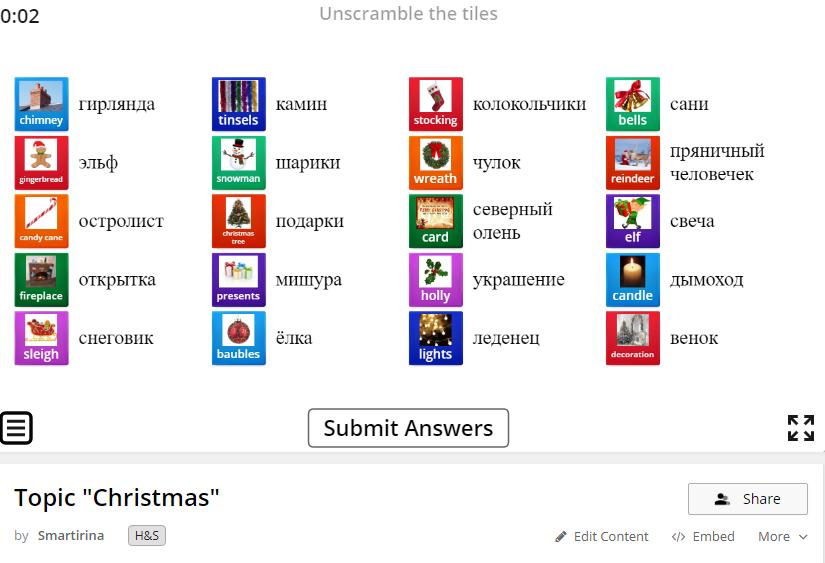 0:02
Unscramble the tiles
chimney
гирлянда
tinsels
камин
stocking
колокольчики
bells
сани
gingerbread
эльф
snowman
шарики
wreath
чулок
reindeer
пряничный
человечек
candy cane
остролист
christmas
tree
подарки
card
северный
олень
elf
свеча
fireplace
открытка
presents
мишура
holly
украшение
candle
дымоход
sleigh
снеговик
baubles
ёлка
lights
леденец
decoration
венок
Submit Answers
Topic "Christmas"
Share
by Smartirina H&S
Edit Content
</> Embed
More